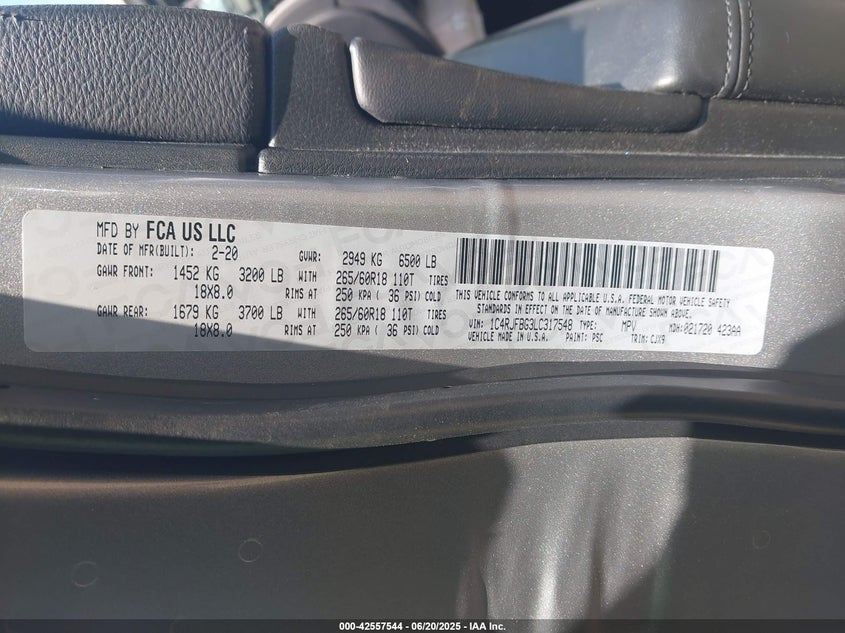 MFD BY FCA US LLC
DATE OF MFR(BUILT): 2-20 GVWR: 2949 KG 6500 LB
GAWR FRONT: 1452 KG 3200 LB WITH 265/60R18 110T TIRES
18X8.0 RIMS AT 250 KPA ( 36 PSI) COLD
GAWR REAR: 1679 KG 3700 LB WITH 265/60R18 110T TIRES
18X8.0 RIMS AT 250 KPA ( 36 PSI) COLD
THIS VEHICLE CONFORMS TO ALL APPLICABLE U.S.A. FEDERAL MOTOR VEHICLE SAFETY
STANDARDS IN EFFECT ON THE DATE OF MANUFACTURE SHOWN ABOVE.
VIN: 1C4RJFBG3LC317548 TYPE: MPV MDH: 021720 423AA
VEHICLE MADE IN U.S.A. PAINT: PSC TRIM: CJX9
000-42557544 / 06/20/2025 - IAA Inc.